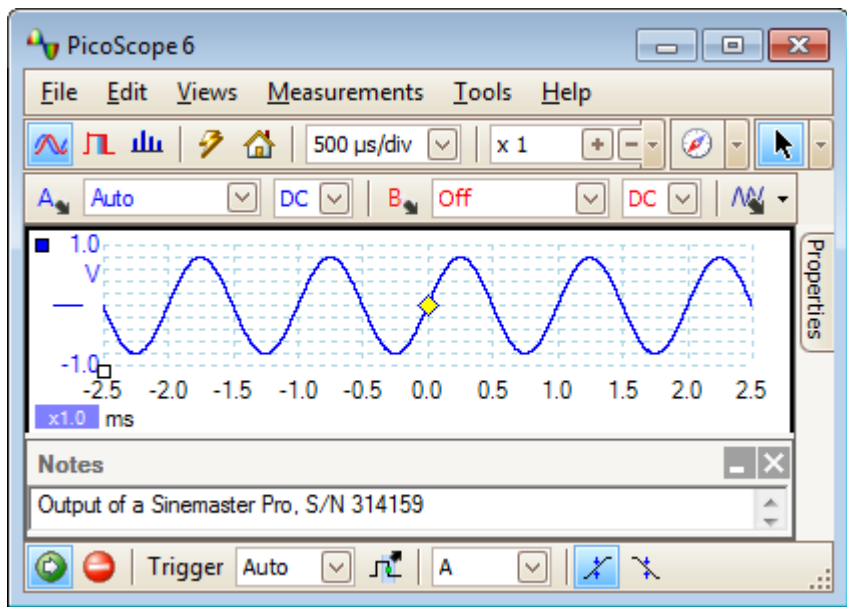 PicoScope 6
File Edit Views Measurements Tools Help
500 µs/div x 1
A Auto DC B Off DC
1.0
V
-1.0
-2.5 -2.0 -1.5 -1.0 -0.5 0.0 0.5 1.0 1.5 2.0 2.5
x1.0 ms
Properties
Notes
Output of a Sinemaster Pro, S/N 314159
Trigger Auto A